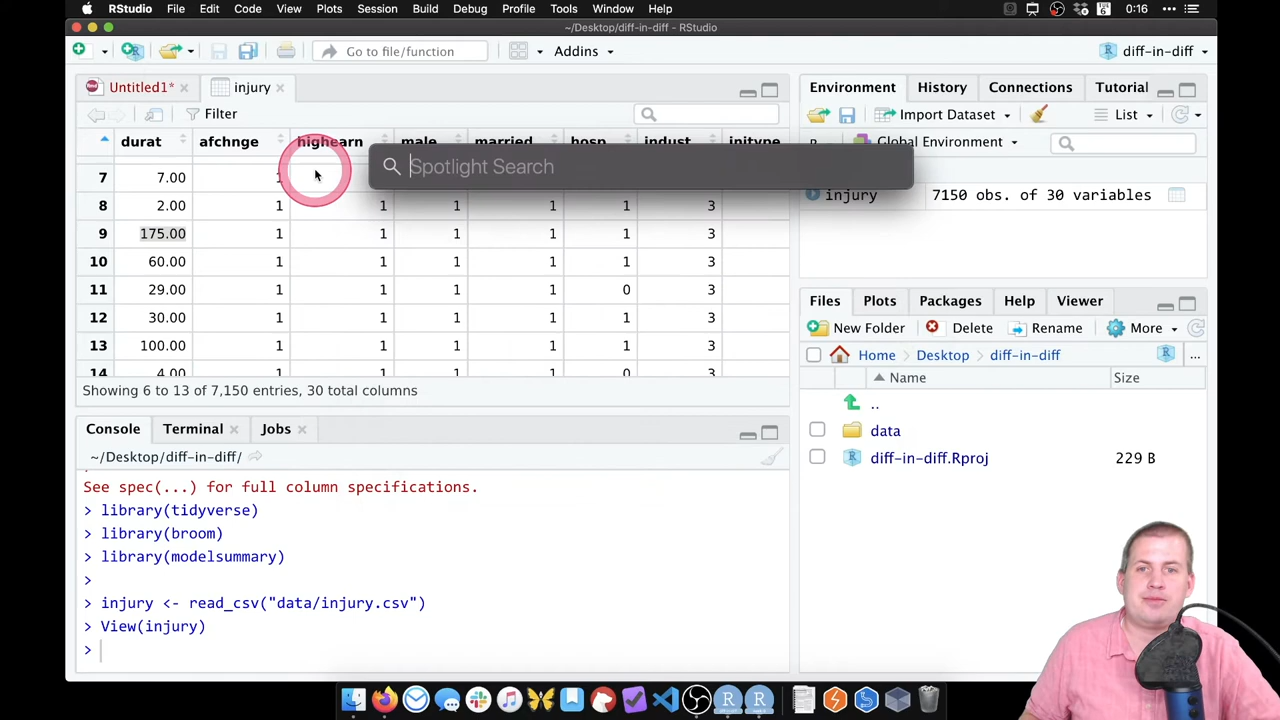 RStudio File Edit Code View Plots Session Build Debug Profile Tools Window Help 0:16
~/Desktop/diff-in-diff - RStudio
Go to file/function Addins diff-in-diff
Untitled1* injury
Filter
durat afchnge highearn male married hosp indust injtype
7 7.00 1
Spotlight Search
8 2.00 1 1 1 1 1 3
9 175.00 1 1 1 1 1 3
10 60.00 1 1 1 1 1 3
11 29.00 1 1 1 1 0 3
12 30.00 1 1 1 1 1 3
13 100.00 1 1 1 1 1 3
14 4.00 1 1 1 1 0 3
Showing 6 to 13 of 7,150 entries, 30 total columns
Console Terminal Jobs
~/Desktop/diff-in-diff/
See spec(...) for full column specifications.
> library(tidyverse)
> library(broom)
> library(modelsummary)
>
> injury <- read_csv("data/injury.csv")
> View(injury)
>
Environment History Connections Tutorial
Import Dataset List
Global Environment
injury 7150 obs. of 30 variables
Files Plots Packages Help Viewer
New Folder Delete Rename More
Home Desktop diff-in-diff ...
Name Size
..
data
diff-in-diff.Rproj 229 B